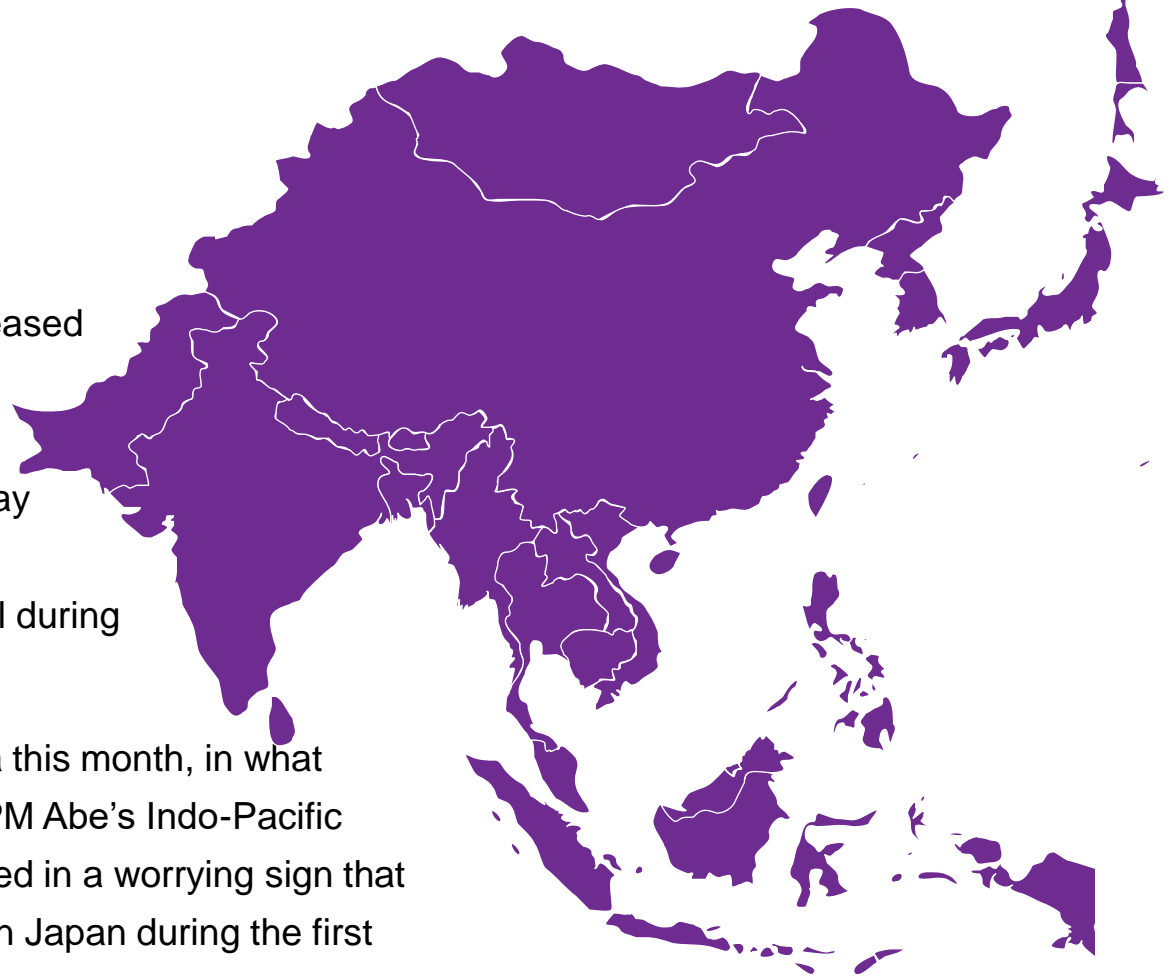 eased
ay
l during
this month, in what
PM Abe's Indo-Pacific
ed in a worrying sign that
n Japan during the first